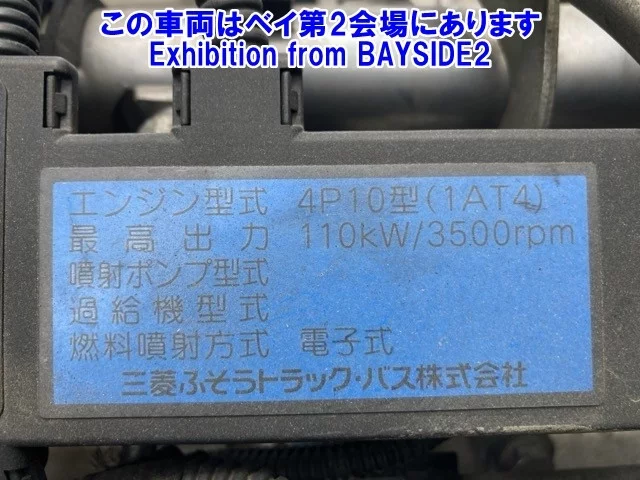 この車両はベイ第2会場にあります
Exhibition from BAYSIDE2
エンジン型式 4P10型(1AT4)
最高出力 110kW/3500rpm
噴射ポンプ型式
過給機型式
燃料噴射方式 電子式
三菱ふそうトラック・バス株式会社